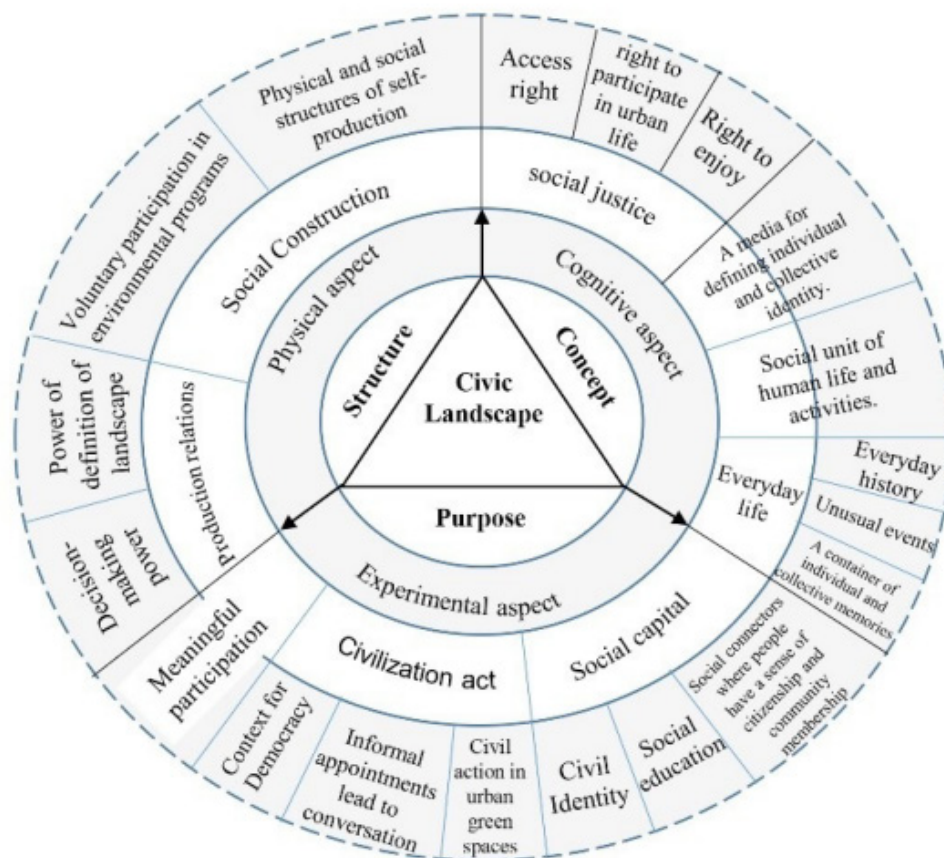 Civic
Landscape
Structure
Concept
Purpose
Physical aspect
Cognitive aspect
Experimental aspect
Social Construction
social justice
Production relations
Everyday
life
Social capital
Civilization act
Meaningful
participation
Physical and social
structures of self-
production
Access
right
right to
participate
in urban
life
Right to
enjoy
A media for
defining individual
and collective
identity.
Social unit of
human life and
activities.
Everyday
history
Unusual events
A container of
individual and
collective memories
Social connectors
where people
have a sense of
citizenship and
community
membership
Social
education
Civil
Identity
Civil
action in
urban
green
spaces
Informal
appointments
lead to
conversation
Context for
Democracy
Decision-
making
power
Power of
definition of
landscape
Voluntary participation in
environmental programs